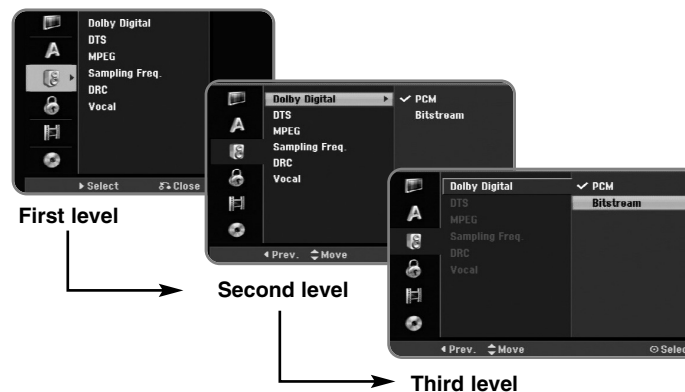 Dolby Digital
DTS
MPEG
Sampling Freq.
DRC
Vocal
Select Close
First level
A
Dolby Digital PCM
DTS Bitstream
MPEG
Sampling Freq.
DRC
Vocal
Prev. Move
Second level
A
Dolby Digital PCM
DTS Bitstream
MPEG
Sampling Freq.
DRC
Vocal
Prev. Move Selec
Third level
A